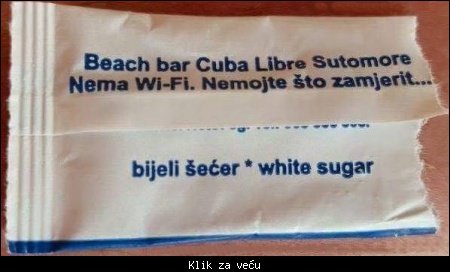 Beach bar Cuba Libre Sutomore
Nema Wi-Fi. Nemojte što zamjerit...
bijeli šećer * white sugar
Klik za veću